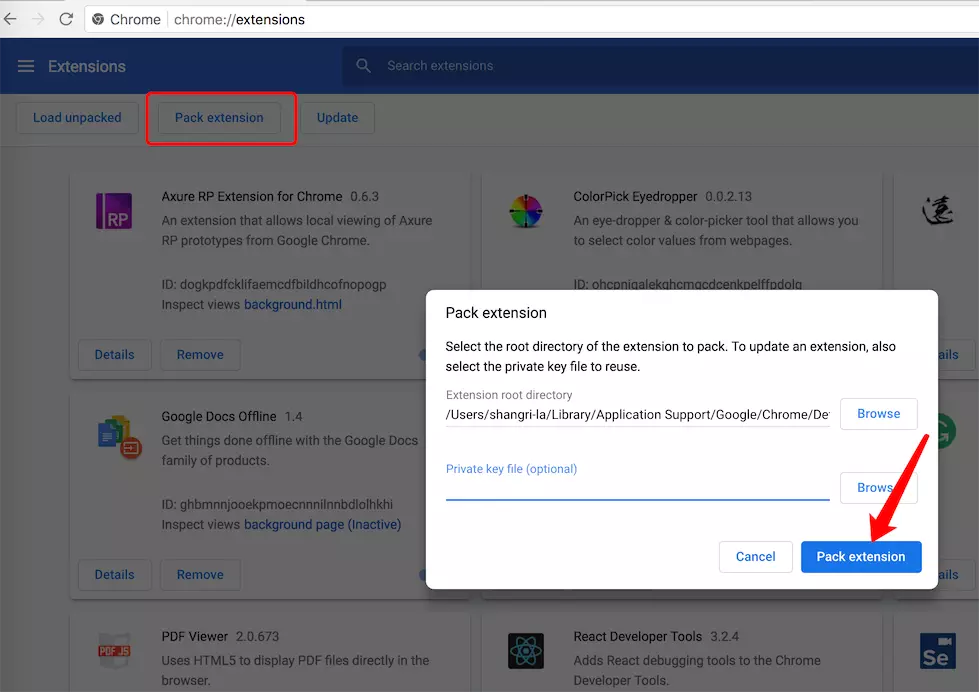 Chrome chrome://extensions
Extensions
Search extensions
Load unpacked
Pack extension
Update
Axure RP Extension for Chrome 0.6.3
An extension that allows local viewing of Axure
RP prototypes from Google Chrome.
ID: dogkpdfcklifaemcdfbildhcofnopogp
Inspect views background.html
Details
Remove
RP
ColorPick Eyedropper 0.0.2.13
An eye-dropper & color-picker tool that allows you
to select color values from webpages.
遠
Pack extension
Select the root directory of the extension to pack. To update an extension, also
select the private key file to reuse.
Extension root directory
/Users/shangri-la/Library/Application Support/Google/Chrome/De
Browse
Private key file (optional)
Brows
Cancel
Pack extension
ails
Google Docs Offline 1.4
Get things done offline with the Google Docs
family of products.
ID: ghbmnnjooekpmoecnnnilnnbdlolhkhi
Inspect views background page (Inactive)
Details
Remove
ails
PDF JS
PDF Viewer 2.0.673
Uses HTML5 to display PDF files directly in the
browser.
React Developer Tools 3.2.4
Adds React debugging tools to the Chrome
Developer Tools.
Se